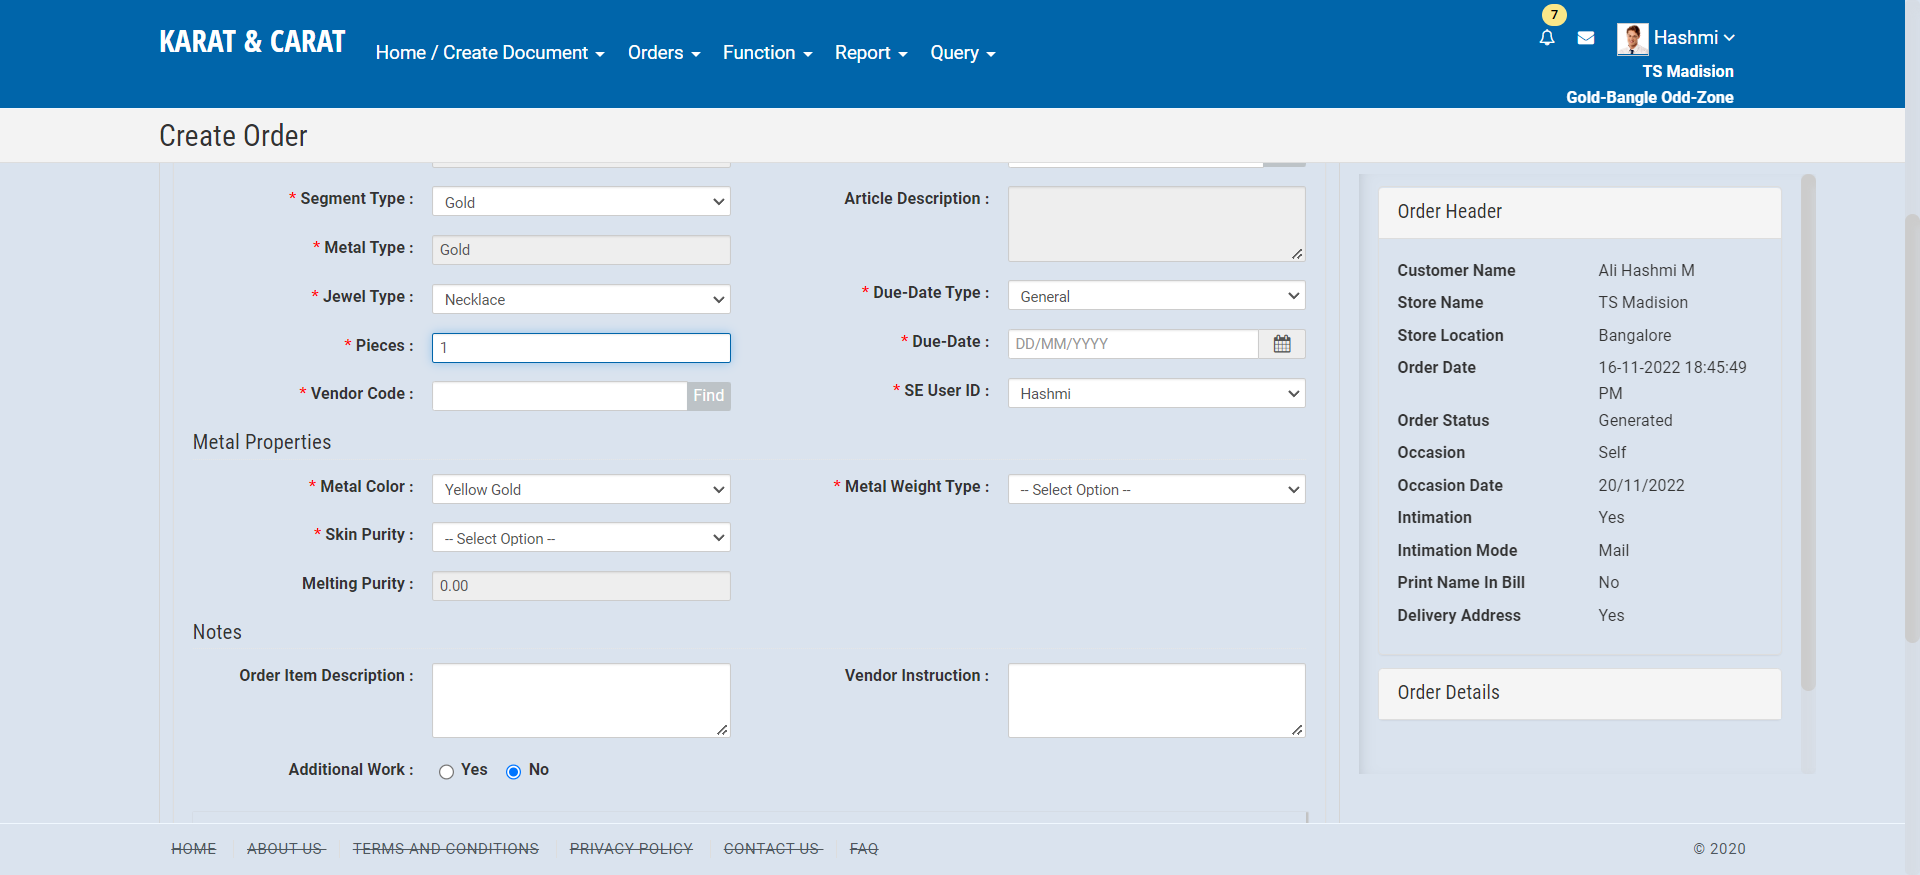 KARAT & CARAT
Home / Create Document
Orders
Function
Report
Query
7
Hashmi
TS Madision
Gold-Bangle Odd-Zone
Create Order
* Segment Type :
Gold
Article Description :
* Metal Type :
Gold
* Jewel Type :
Necklace
* Due-Date Type :
General
* Pieces :
1
* Due-Date :
DD/MM/YYYY
* Vendor Code :
Find
* SE User ID :
Hashmi
Metal Properties
* Metal Color :
Yellow Gold
* Metal Weight Type :
-- Select Option --
* Skin Purity :
-- Select Option --
Melting Purity :
0.00
Notes
Order Item Description :
Vendor Instruction :
Additional Work :
Yes
No
Order Header
Customer Name
Ali Hashmi M
Store Name
TS Madision
Store Location
Bangalore
Order Date
16-11-2022 18:45:49
PM
Order Status
Generated
Occasion
Self
Occasion Date
20/11/2022
Intimation
Yes
Intimation Mode
Mail
Print Name In Bill
No
Delivery Address
Yes
Order Details
HOME
ABOUT US
TERMS AND CONDITIONS
PRIVACY POLICY
CONTACT US
FAQ
© 2020